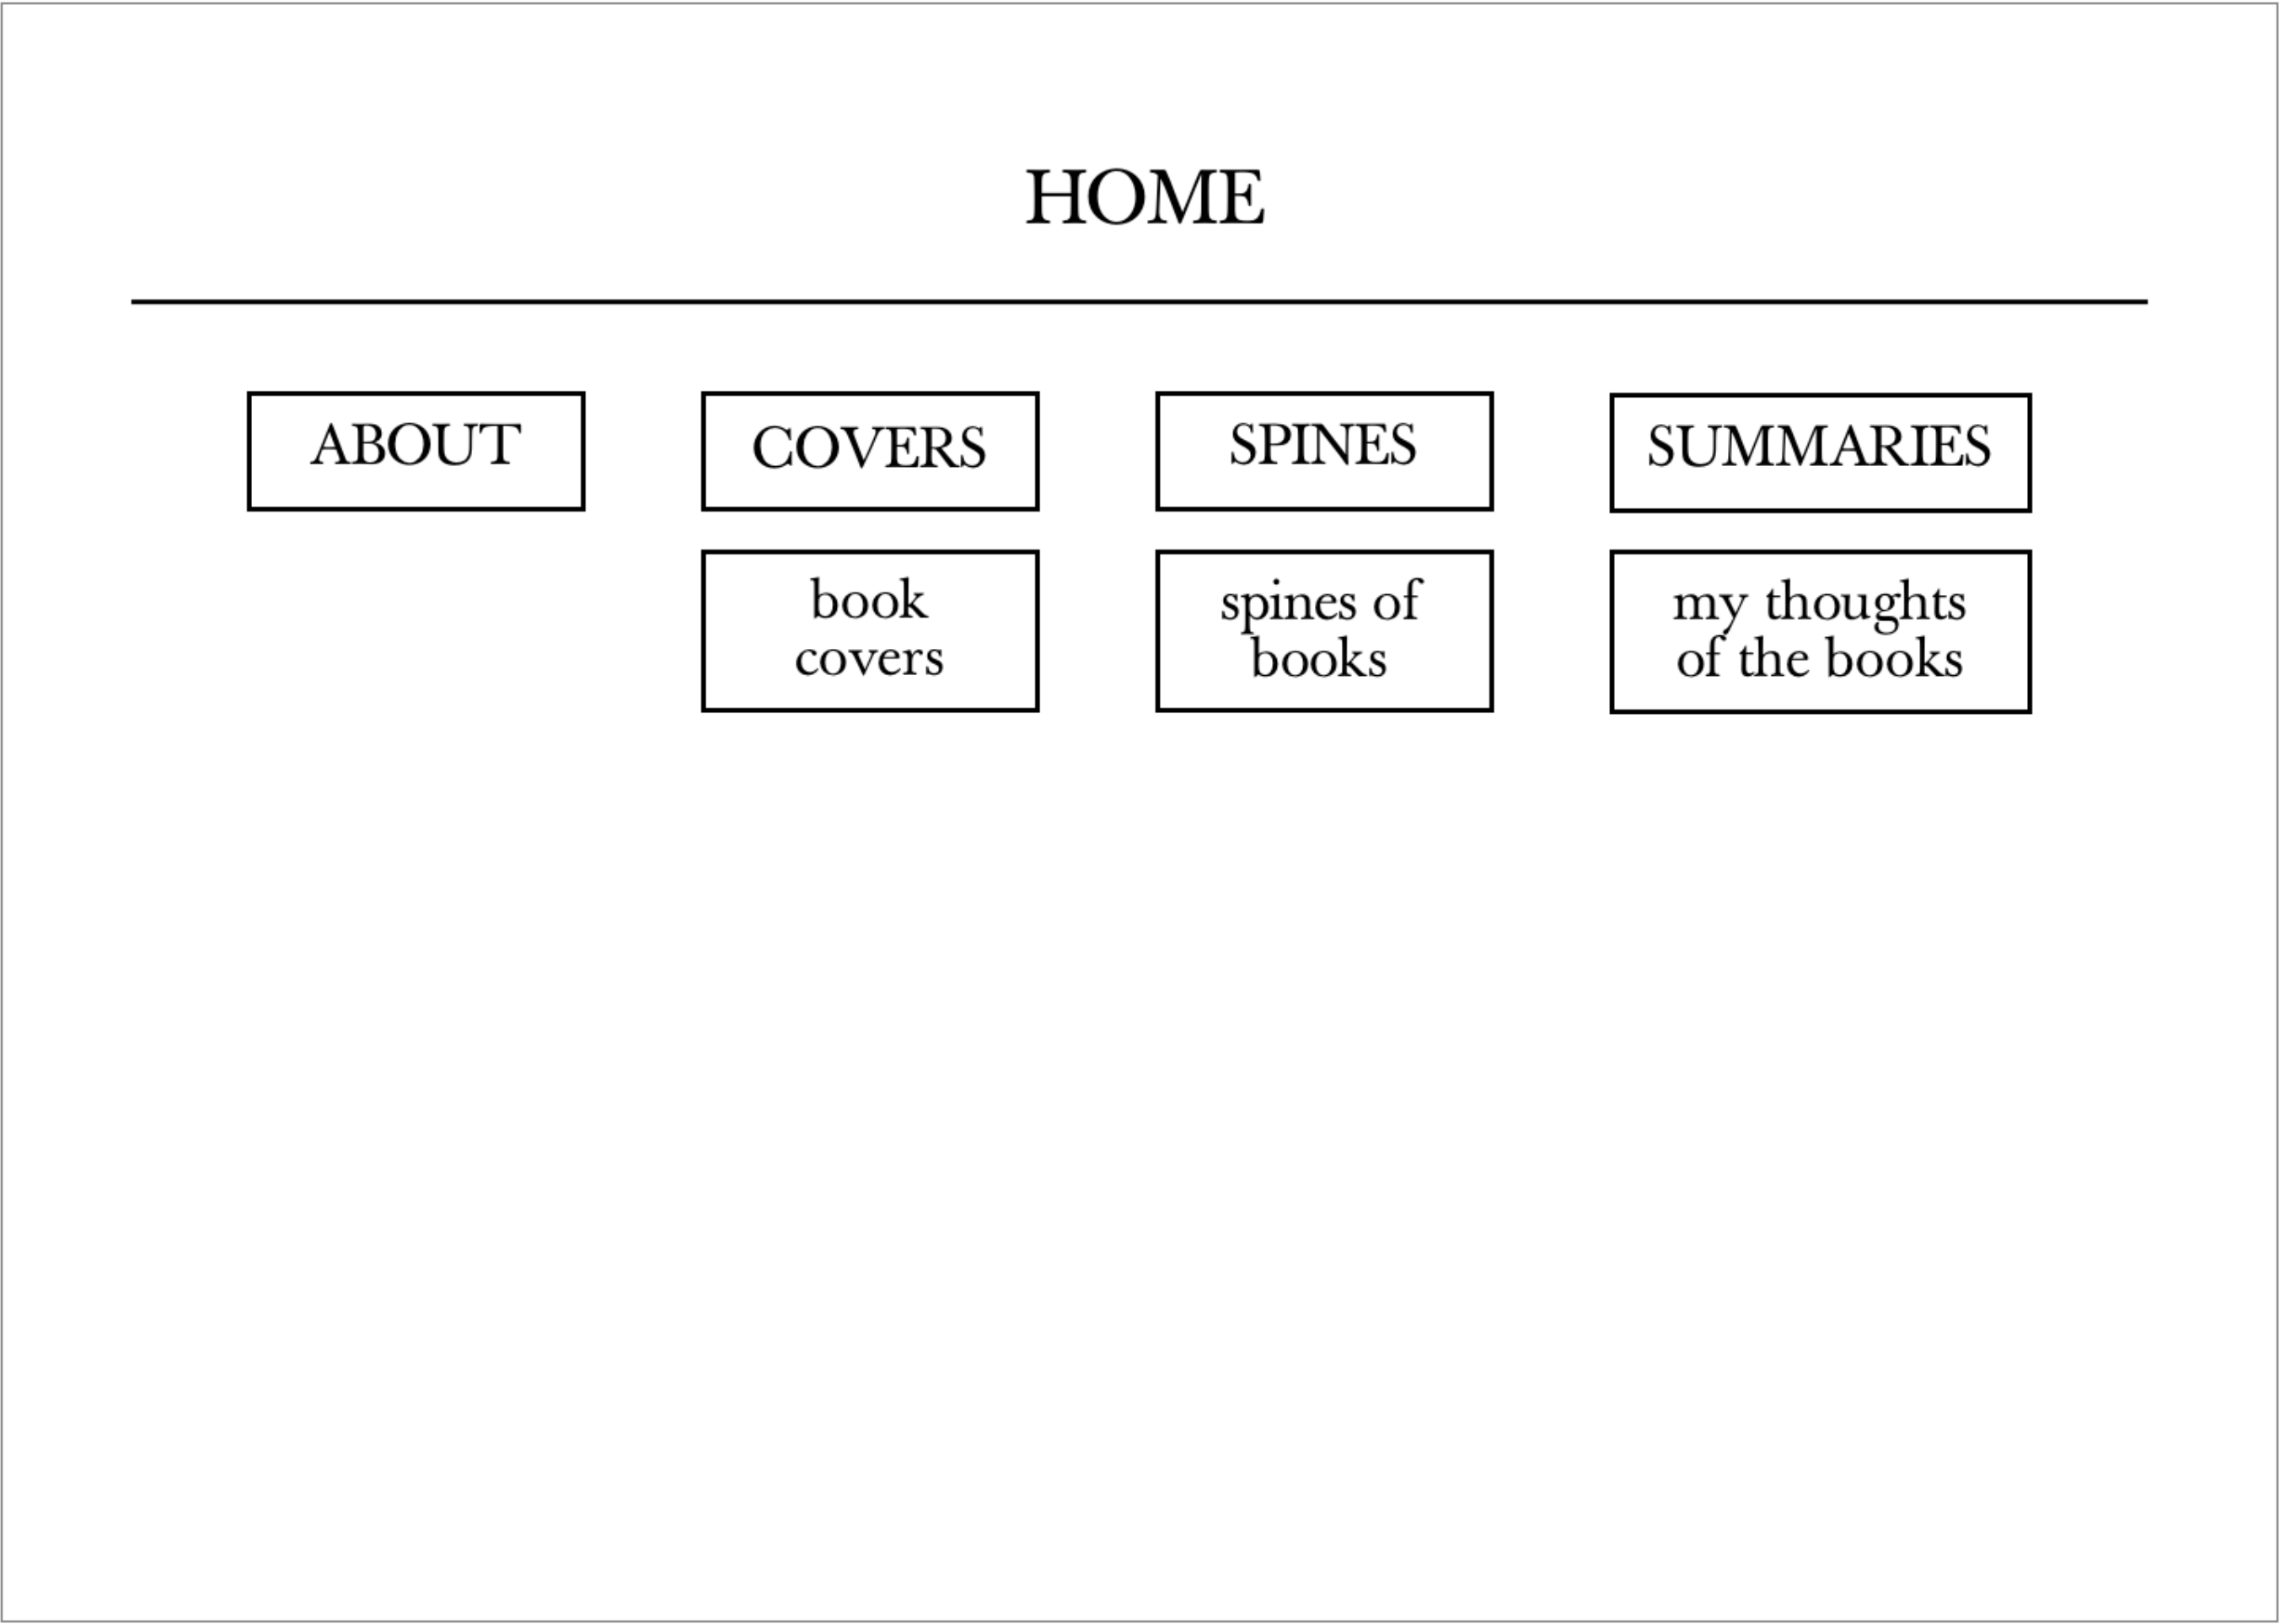 HOME
ABOUT
COVERS
SPINES
SUMMARIES
book
covers
spines of
books
my thoughts
of the books